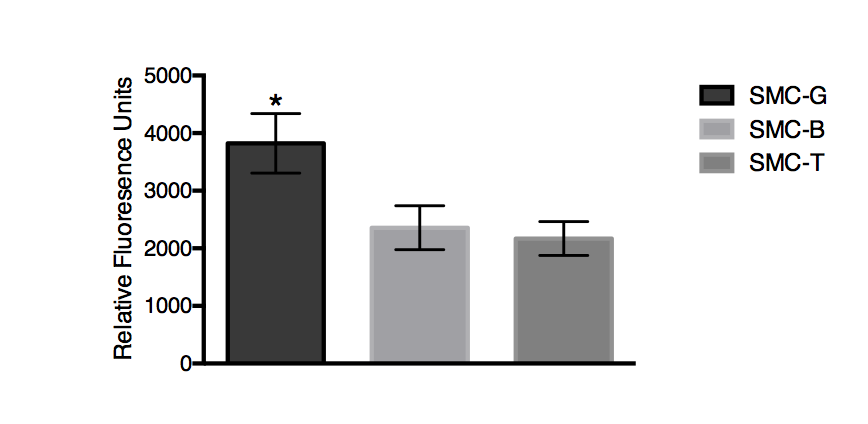 Relative Fluoresence Units
5000
4000
3000
2000
1000
0
*
SMC-G
SMC-B
SMC-T